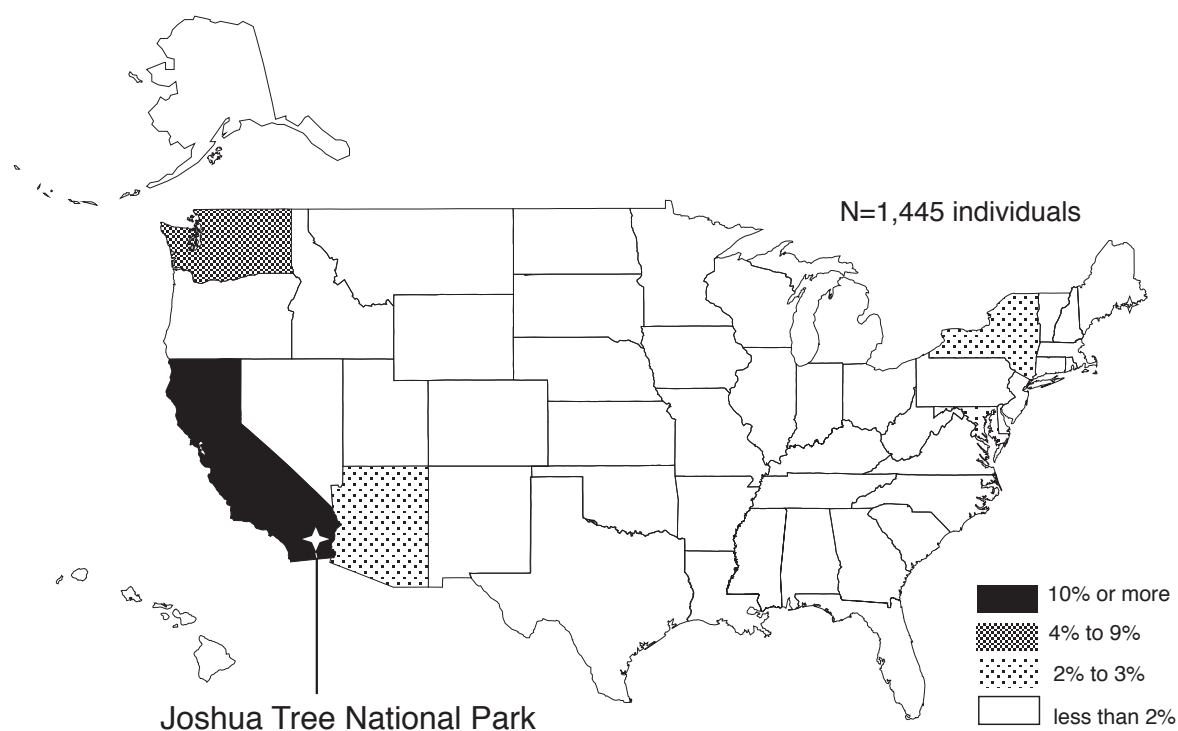 N=1,445 individuals
10% or more
4% to 9%
2% to 3%
less than 2%
Joshua Tree National Park